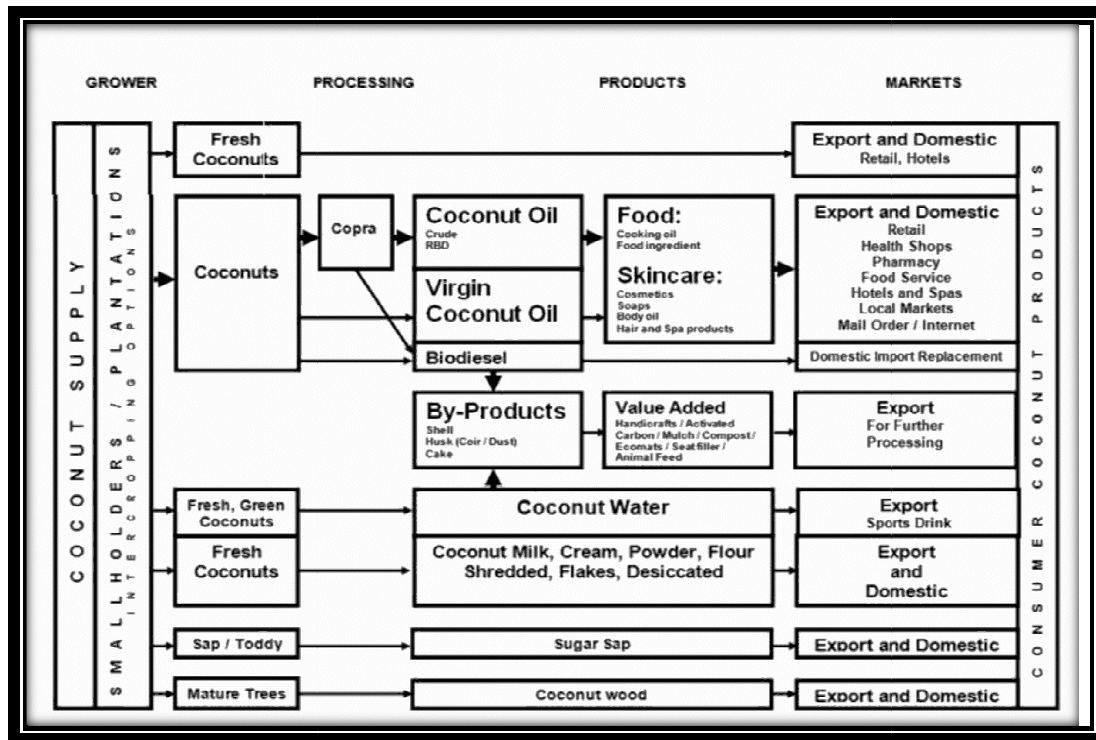 GROWER PROCESSING PRODUCTS MARKETS
COCONUT SUPPLY
SMALHOLDERS / PLANTATIONS
INTERCROPPING OPTIONS
Fresh
Coconuts
Export and Domestic
Retail, Hotels
Coconuts
Copra
Coconut Oil
Crude
RBD
Virgin
Coconut Oil
Biodiesel
Food:
Cooking oil
Food ingredient
Skincare:
Cosmetics
Soaps
Body oil
Hair and Spa products
Export and Domestic
Retail
Health Shops
Pharmacy
Food Service
Hotels and Spas
Local Markets
Mail Order / Internet
Domestic Import Replacement
By-Products
Shell
Husk (Coir / Dust)
Cake
Value Added
Handicrafts / Activated
Carbon / Mulch / Compost /
Ecomats / Seatfiller /
Animal Feed
Export
For Further
Processing
Fresh, Green
Coconuts
Coconut Water
Export
Sports Drink
Fresh
Coconuts
Coconut Milk, Cream, Powder, Flour
Shredded, Flakes, Desiccated
Export
and
Domestic
Sap / Toddy
Sugar Sap
Export and Domestic
Mature Trees
Coconut wood
Export and Domestic
CONSUMER COCONUT PRODUCTS